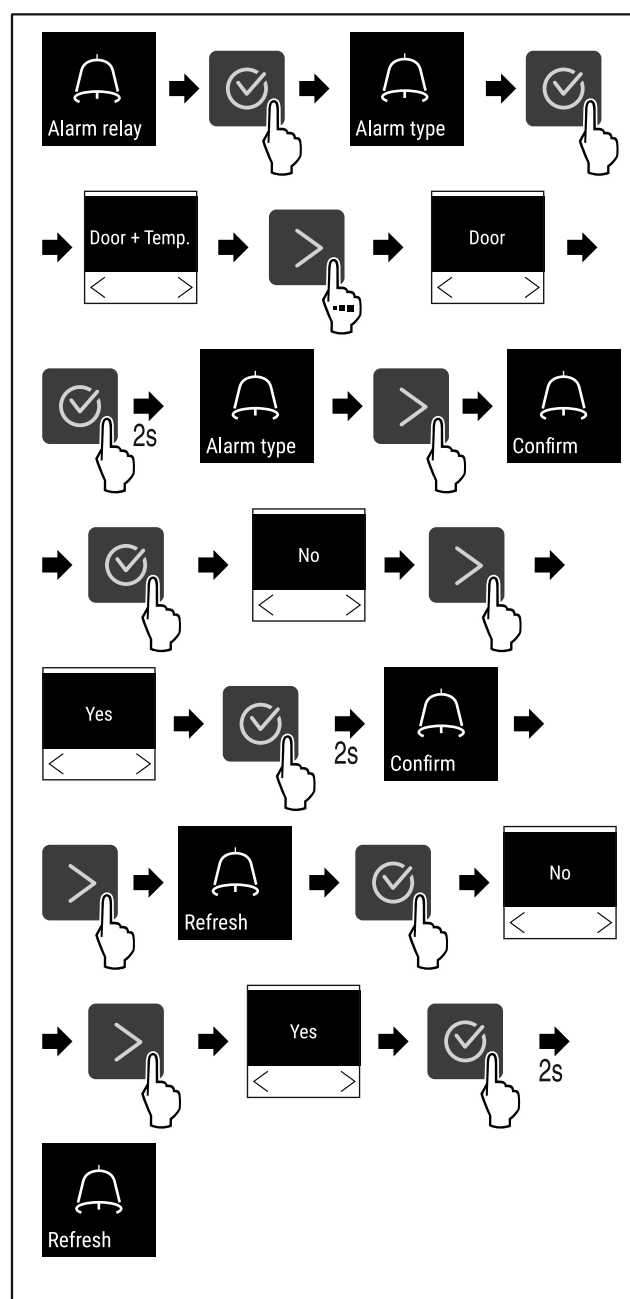 Alarm relay
Alarm type
Door + Temp.
Door
2s
Alarm type
Confirm
No
Yes
2s
Confirm
Refresh
No
Yes
2s
Refresh